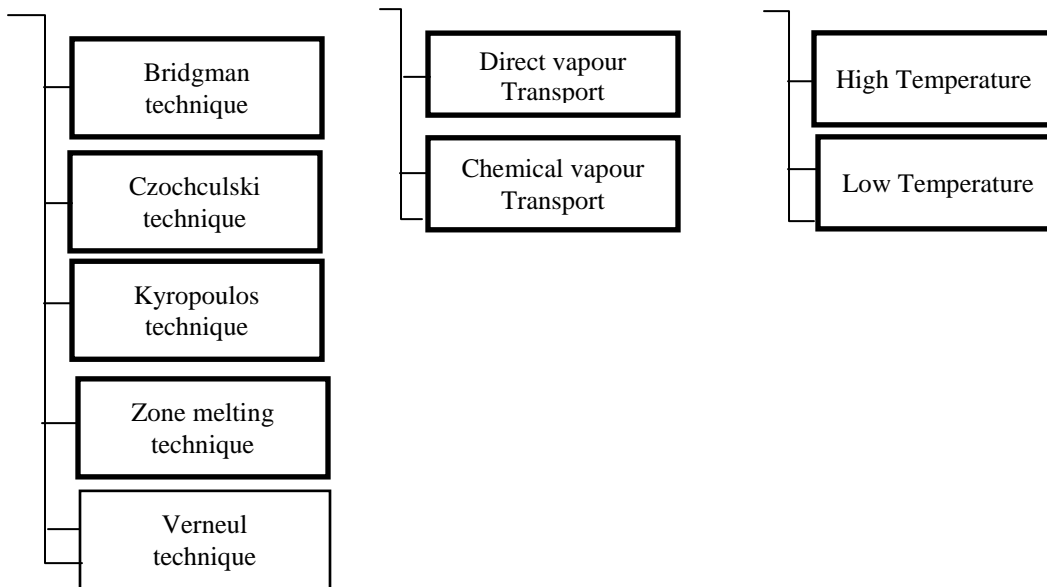 Bridgman
technique
Czochculski
technique
Kyropoulos
technique
Zone melting
technique
Verneul
technique
Direct vapour
Transport
Chemical vapour
Transport
High Temperature
Low Temperature